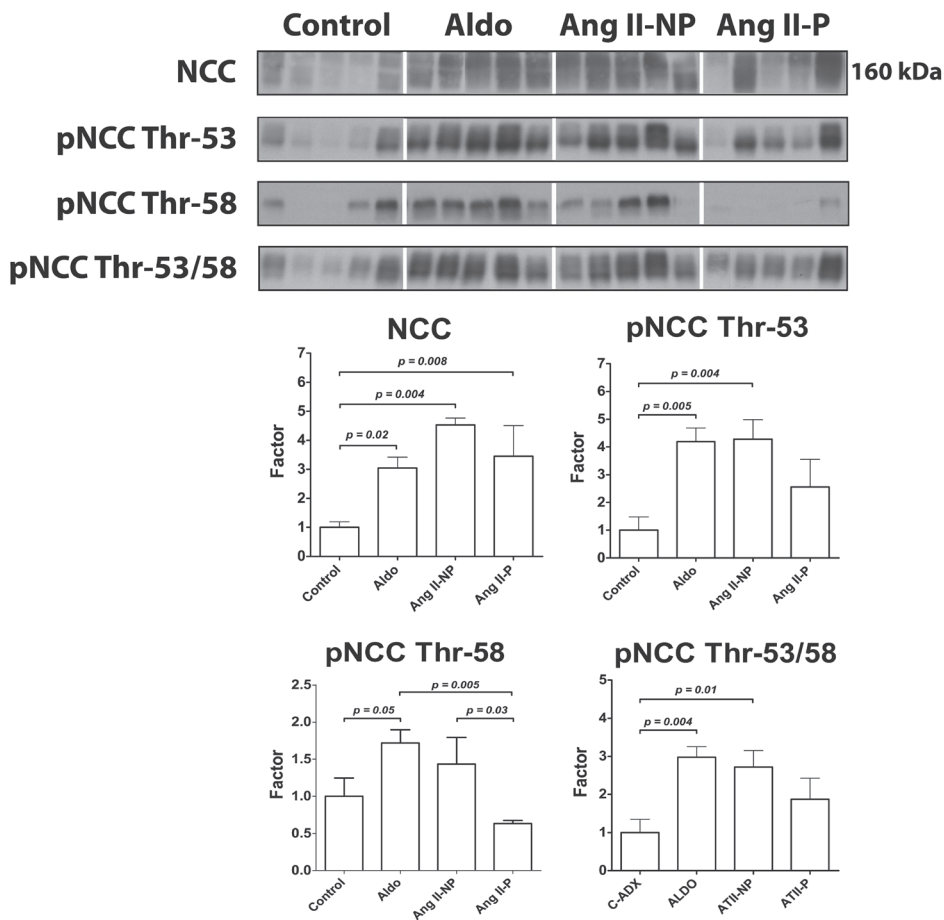 Control Aldo Ang II-NP Ang II-P
NCC 160 kDa
pNCC Thr-53
pNCC Thr-58
pNCC Thr-53/58
NCC
Factor
7
6
5
4
3
2
1
0
p = 0.008
p = 0.004
p = 0.02
Control Aldo Ang II-NP Ang II-P
pNCC Thr-53
Factor
7
6
5
4
3
2
1
0
p = 0.004
p = 0.005
Control Aldo Ang II-NP Ang II-P
pNCC Thr-58
Factor
2.5
2.0
1.5
1.0
0.5
0.0
p = 0.005
p = 0.05 p = 0.03
Control Aldo Ang II-NP Ang II-P
pNCC Thr-53/58
Factor
5
4
3
2
1
0
p = 0.01
p = 0.004
C-ADX ALDO ATII-NP ATII-P